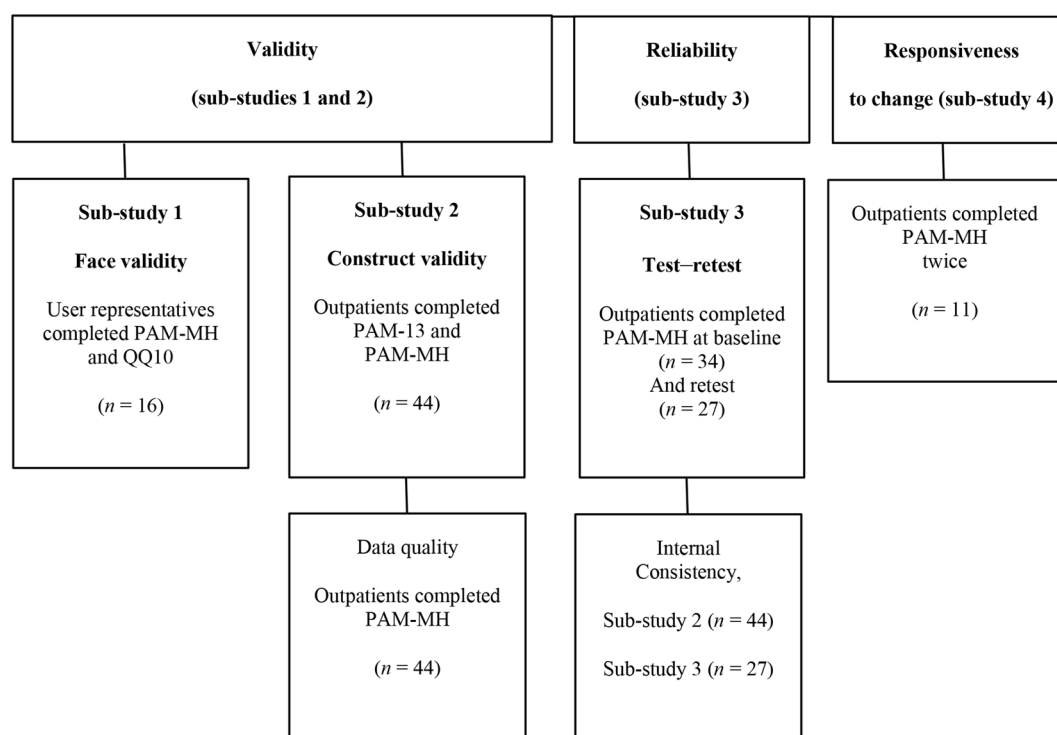 Validity
(sub-studies 1 and 2)
Reliability
(sub-study 3)
Responsiveness
to change (sub-study 4)
Sub-study 1
Face validity
User representatives
completed PAM-MH
and QQ10
(n = 16)
Sub-study 2
Construct validity
Outpatients completed
PAM-13 and
PAM-MH
(n = 44)
Sub-study 3
Test–retest
Outpatients completed
PAM-MH at baseline
(n = 34)
And retest
(n = 27)
Outpatients completed
PAM-MH
twice
(n = 11)
Data quality
Outpatients completed
PAM-MH
(n = 44)
Internal
Consistency,
Sub-study 2 (n = 44)
Sub-study 3 (n = 27)